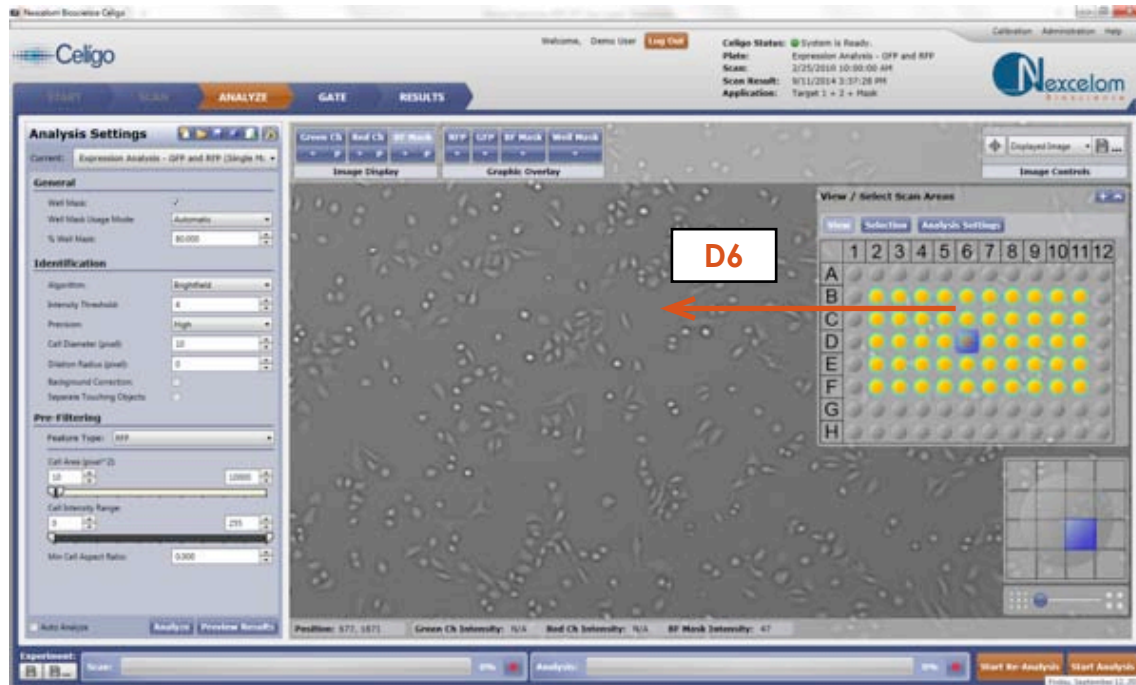 Nexcelom Bioscience Celigo
Celigo
Welcome, Demo User Log Out
Calibration Administration Help
Celigo Status: System is Ready.
Plate: Expression Analysis - GFP and RFP
Scan: 2/25/2010 10:00:00 AM
Scan Result: 9/11/2014 3:37:28 PM
Application: Target 1 + 2 + Mask
Nexcelom
BIOSCIENCE
START SCAN ANALYZE GATE RESULTS
Analysis Settings
Current: Expression Analysis - GFP and RFP (Single M.
General
Well Mask:
Well Mask Usage Mode: Automatic
% Well Mask: 80.000
Identification
Algorithm: Brightfield
Intensity Threshold: 4
Precision: High
Cell Diameter (pixel): 10
Dilation Radius (pixel): 0
Background Correction:
Separate Touching Objects:
Pre-Filtering
Feature Type: RFP
Cell Area (pixel^2):
10 10000
Cell Intensity Range:
0 255
Min Cell Aspect Ratio: 0.000
Auto Analyze Analyze Preview Results
Green Ch Red Ch BF Mask
Image Display
RFP GFP BF Mask Well Mask
Graphic Overlay
Displayed Image
Image Controls
D6
View / Select Scan Areas
View Selection Analysis Settings
1 2 3 4 5 6 7 8 9 10 11 12
A
B
C
D
E
F
G
H
Position: 577, 1871 Green Ch Intensity: N/A Red Ch Intensity: N/A BF Mask Intensity: 47
Experiment:
Scan: 0% Analysis: 0%
Start Re-Analysis Start Analysis
Friday, September 12, 20